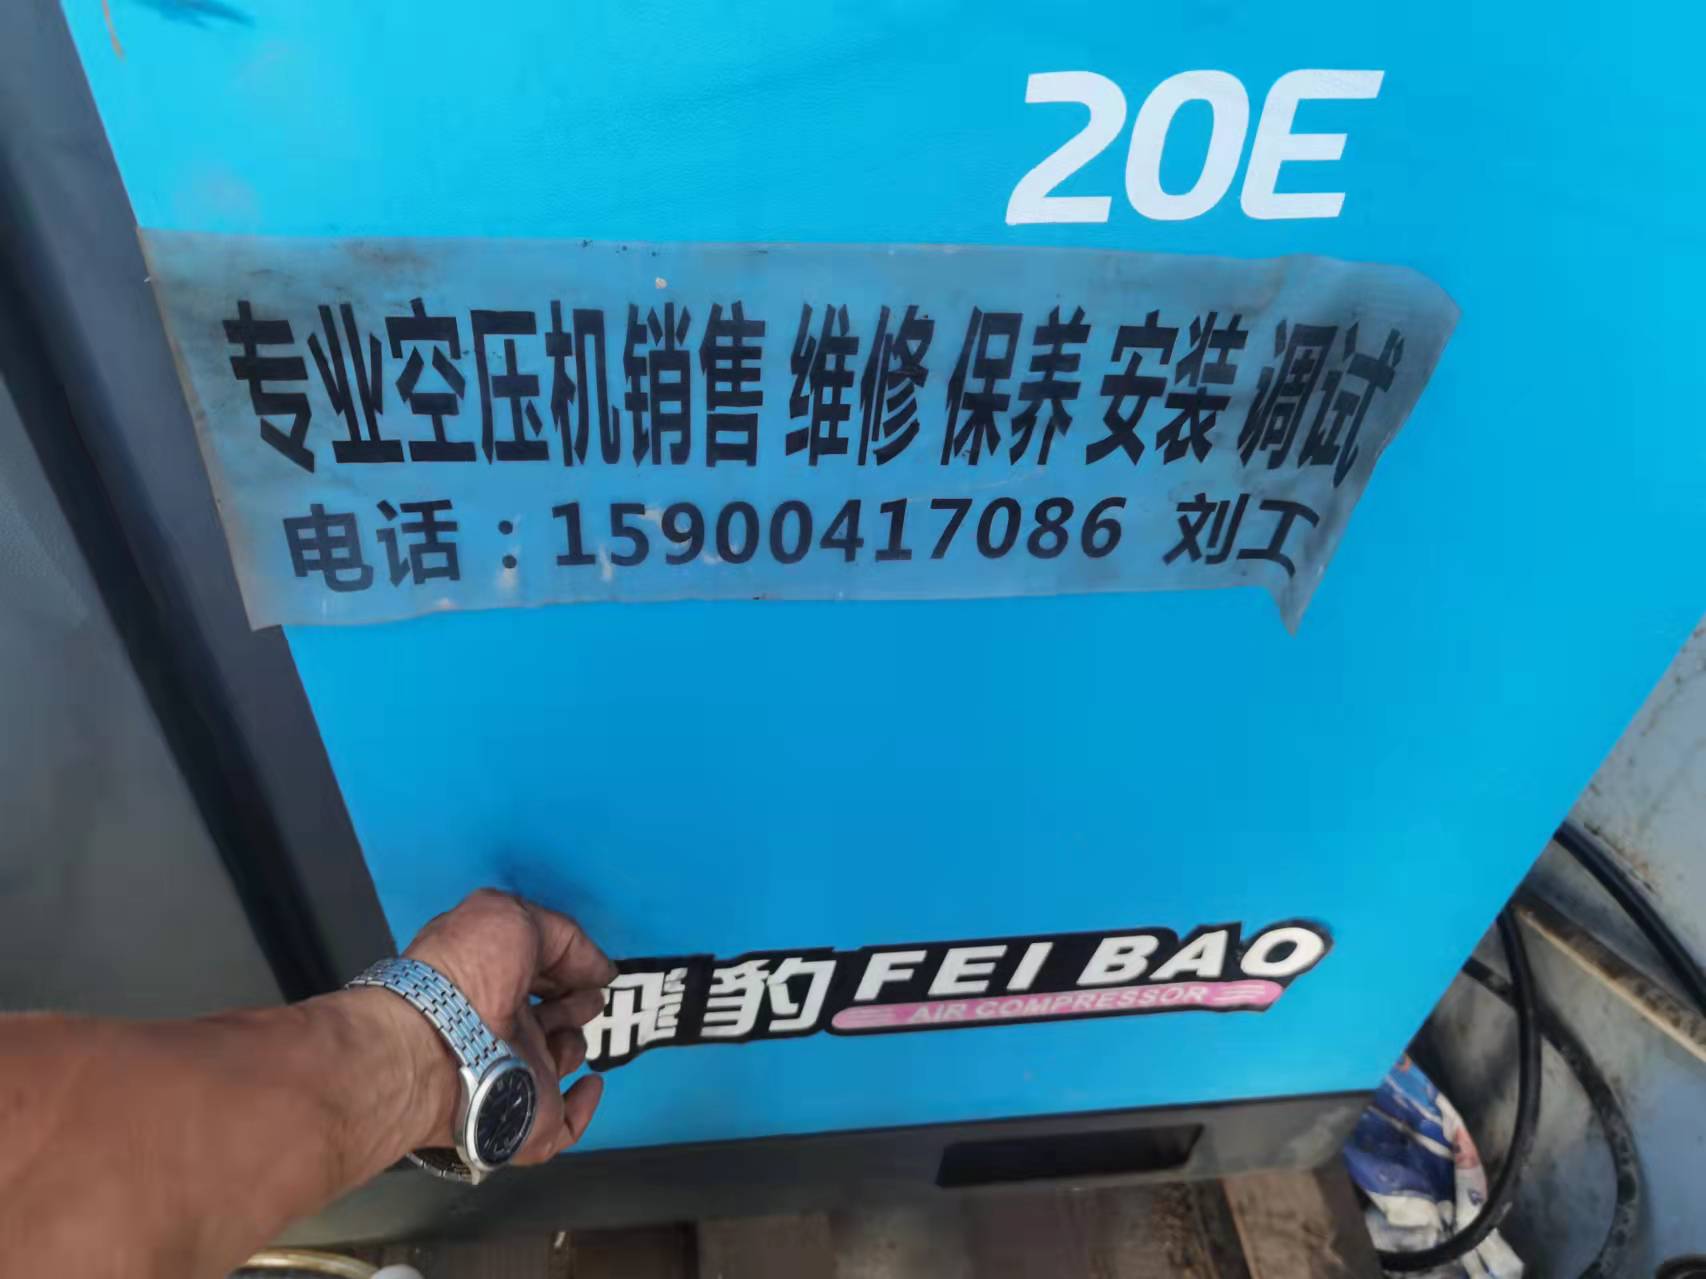 20E
专业空压机销售 维修 保养 安装 调试
电话：15900417086 刘工
飛豹 FEI BAO
AIR COMPRESSOR